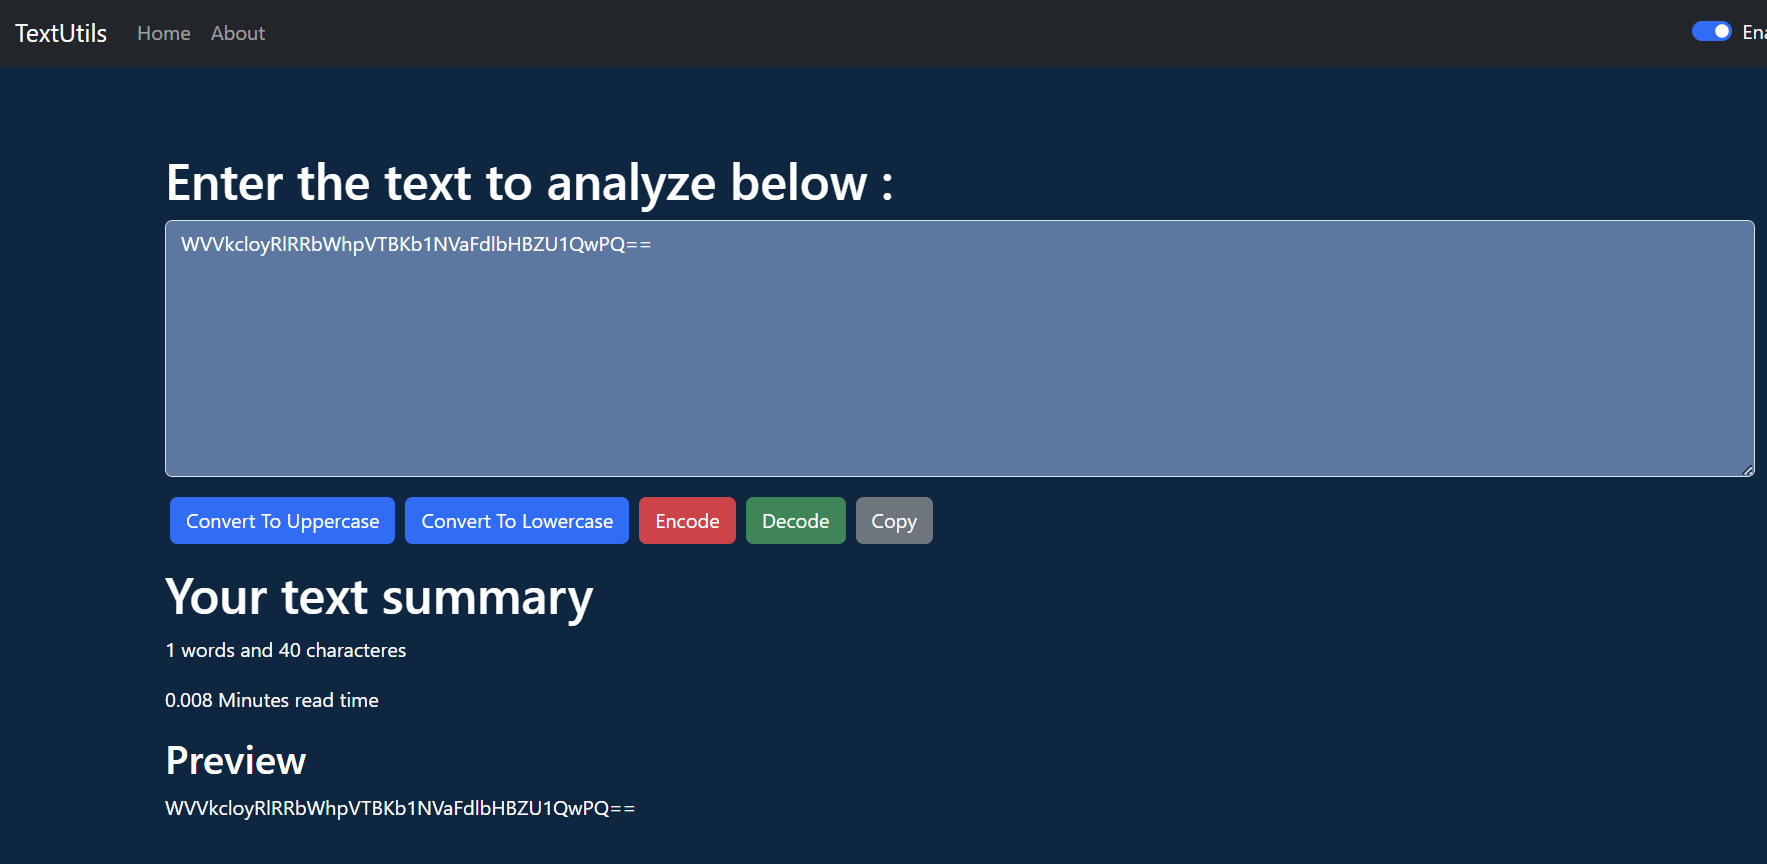 TextUtils Home About Ena
Enter the text to analyze below :
WVVkcloyRlRRbWhpVTBKb1NVaFdlbHBZU1QwPQ==
Convert To Uppercase Convert To Lowercase Encode Decode Copy
Your text summary
1 words and 40 characteres
0.008 Minutes read time
Preview
WVVkcloyRlRRbWhpVTBKb1NVaFdlbHBZU1QwPQ==